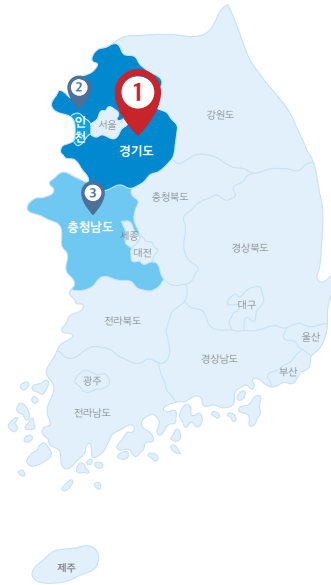 2
1
인천
서울
경기도
강원도
3
충청북도
충청남도
세종
대전
경상북도
대구
전라북도
울산
경상남도
부산
광주
전라남도
제주